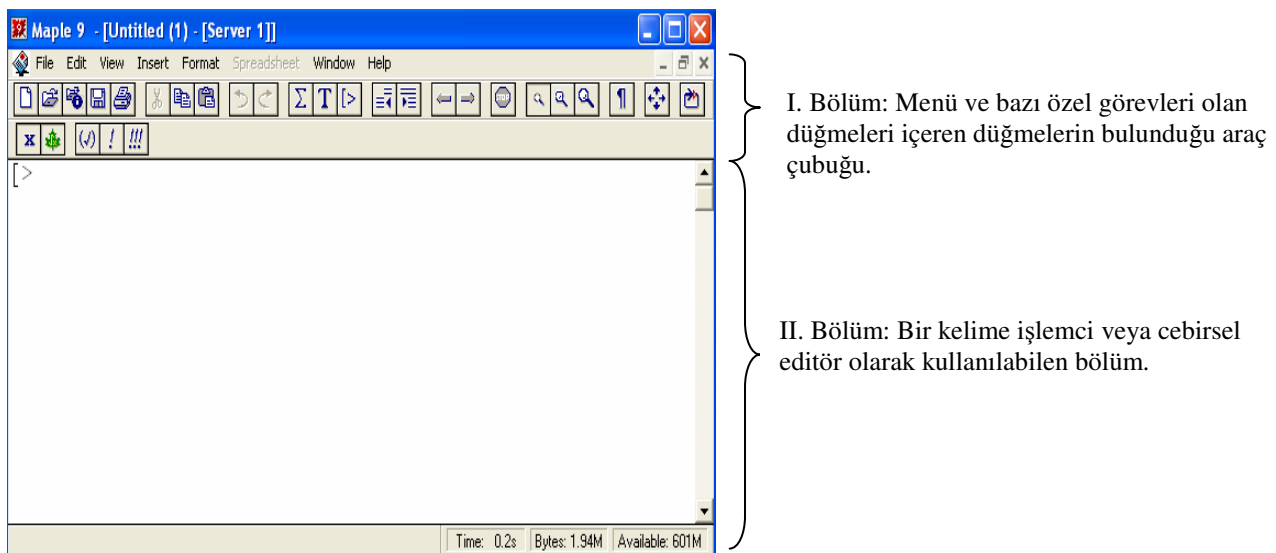 Maple 9 - [Untitled (1) - [Server 1]]
File Edit View Insert Format Spreadsheet Window Help
[>
I. Bölüm: Menü ve bazı özel görevleri olan
düğmeleri içeren düğmelerin bulunduğu araç
çubuğu.
II. Bölüm: Bir kelime işlemci veya cebirsel
editör olarak kullanılabilen bölüm.
Time: 0.2s Bytes: 1.94M Available: 601M